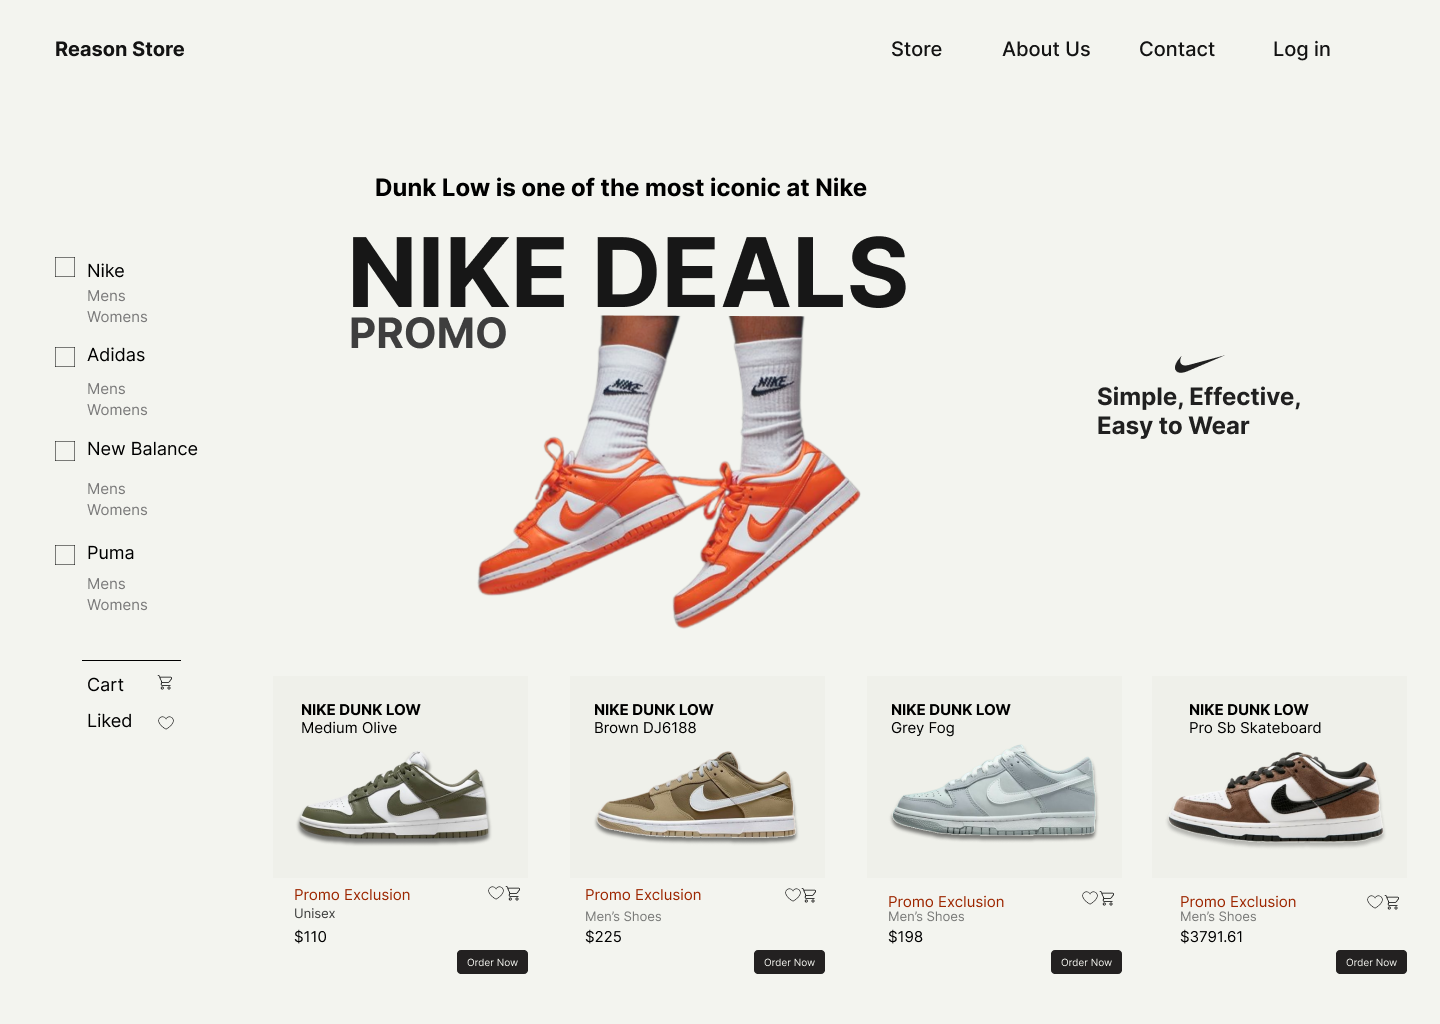 Reason Store
Store
About Us
Contact
Log in
Dunk Low is one of the most iconic at Nike
NIKE DEALS
PROMO
Nike
Mens
Womens
Adidas
Mens
Womens
New Balance
Mens
Womens
Puma
Mens
Womens
Cart
Liked
NIKE
NIKE
Simple, Effective,
Easy to Wear
NIKE DUNK LOW
Medium Olive
Promo Exclusion
Unisex
$110
Order Now
NIKE DUNK LOW
Brown DJ6188
Promo Exclusion
Men’s Shoes
$225
Order Now
NIKE DUNK LOW
Grey Fog
Promo Exclusion
Men’s Shoes
$198
Order Now
NIKE DUNK LOW
Pro Sb Skateboard
Promo Exclusion
Men’s Shoes
$3791.61
Order Now